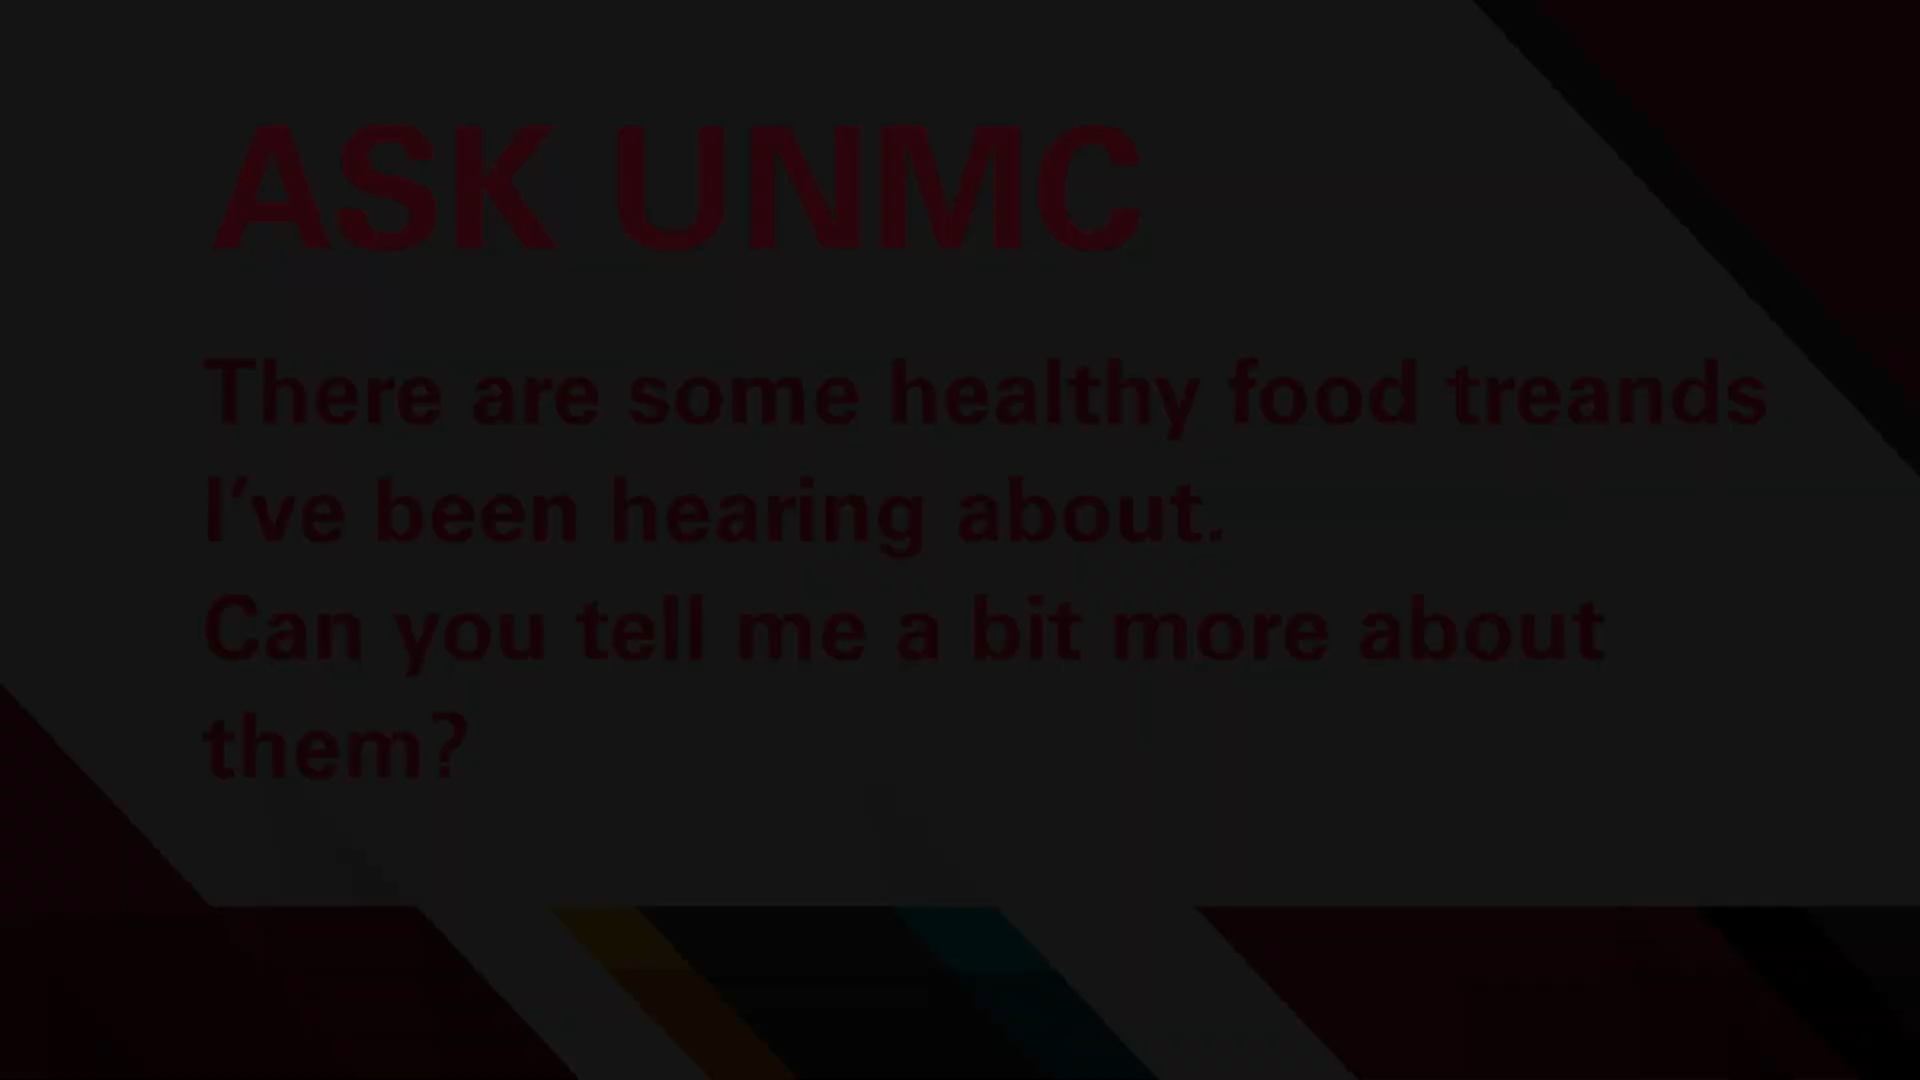 ASK UNMC
There are some healthy food treands
I've been hearing about.
Can you tell me a bit more about
them?